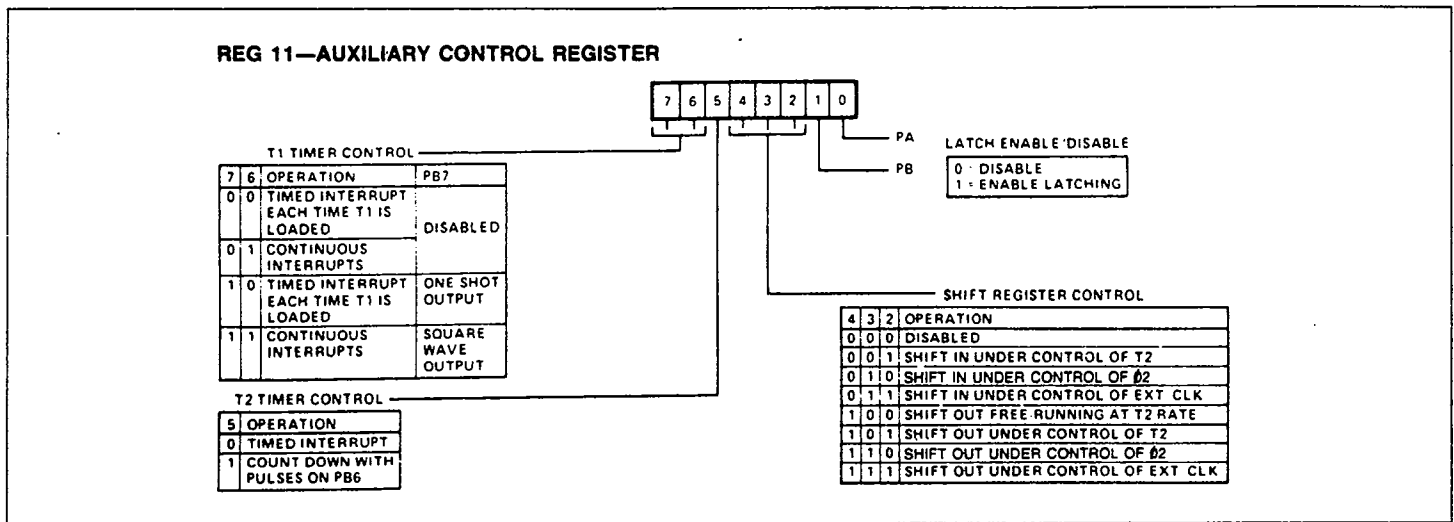 REG 11—AUXILIARY CONTROL REGISTER
7 6 5 4 3 2 1 0
PA
PB
LATCH ENABLE/DISABLE
0 = DISABLE
1 = ENABLE LATCHING
T1 TIMER CONTROL
7 6 OPERATION PB7
0 0 TIMED INTERRUPT
EACH TIME T1 IS
LOADED
DISABLED
0 1 CONTINUOUS
INTERRUPTS
1 0 TIMED INTERRUPT ONE SHOT
EACH TIME T1 IS OUTPUT
LOADED
1 1 CONTINUOUS SQUARE
INTERRUPTS WAVE
OUTPUT
T2 TIMER CONTROL
5 OPERATION
0 TIMED INTERRUPT
1 COUNT DOWN WITH
PULSES ON PB6
SHIFT REGISTER CONTROL
4 3 2 OPERATION
0 0 0 DISABLED
0 0 1 SHIFT IN UNDER CONTROL OF T2
0 1 0 SHIFT IN UNDER CONTROL OF Ø2
0 1 1 SHIFT IN UNDER CONTROL OF EXT CLK
1 0 0 SHIFT OUT FREE-RUNNING AT T2 RATE
1 0 1 SHIFT OUT UNDER CONTROL OF T2
1 1 0 SHIFT OUT UNDER CONTROL OF Ø2
1 1 1 SHIFT OUT UNDER CONTROL OF EXT CLK